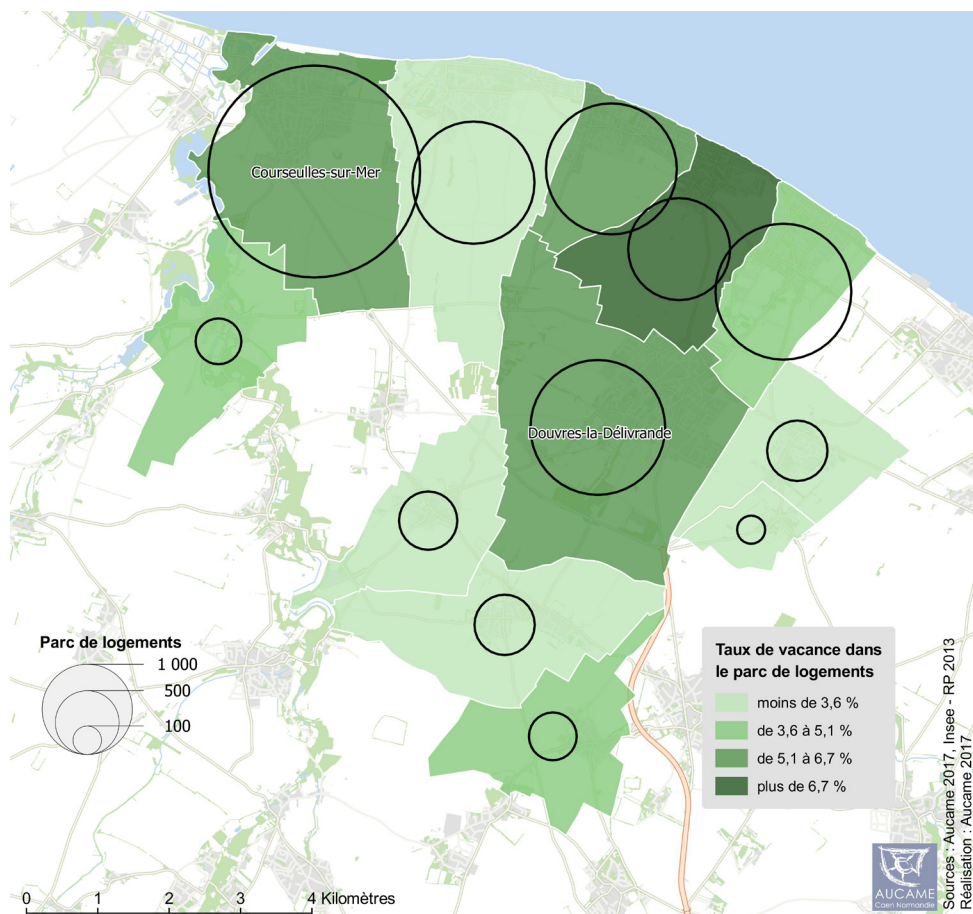 Courseulles-sur-Mer
Douvres-la-Délivrande
Parc de logements
1 000
500
100
Taux de vacance dans
le parc de logements
moins de 3,6 %
de 3,6 à 5,1 %
de 5,1 à 6,7 %
plus de 6,7 %
0 1 2 4 Kilomètres
AUCAME
Caen Normandie
Sources : Aucame 2017, Insee - RP 2013
Réalisation : Aucame 2017